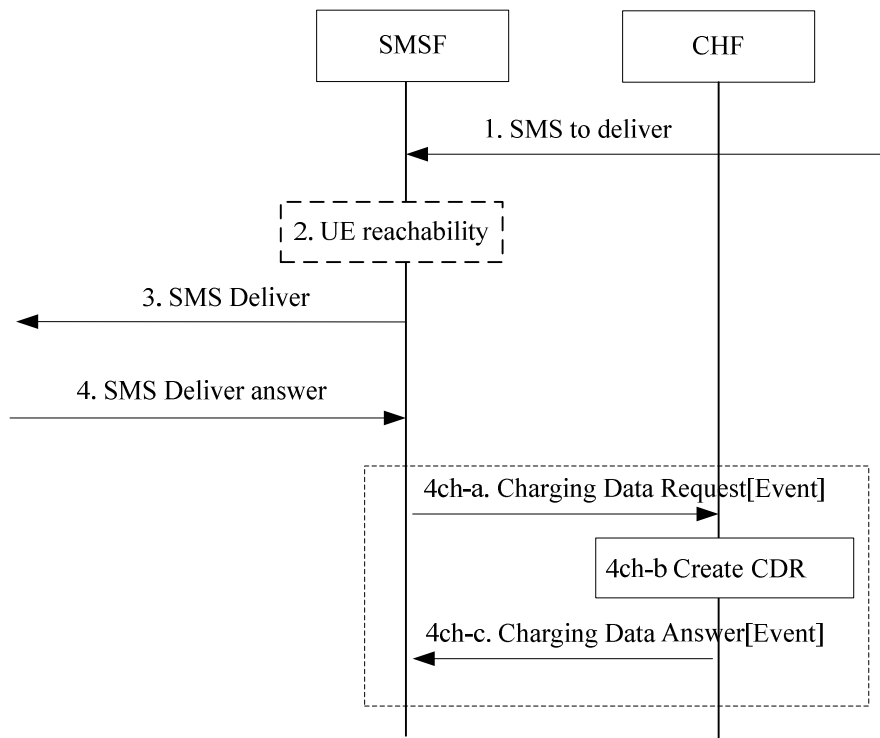 SMSF
CHF
1. SMS to deliver
2. UE reachability
3. SMS Deliver
4. SMS Deliver answer
4ch-a. Charging Data Request[Event]
4ch-b Create CDR
4ch-c. Charging Data Answer[Event]